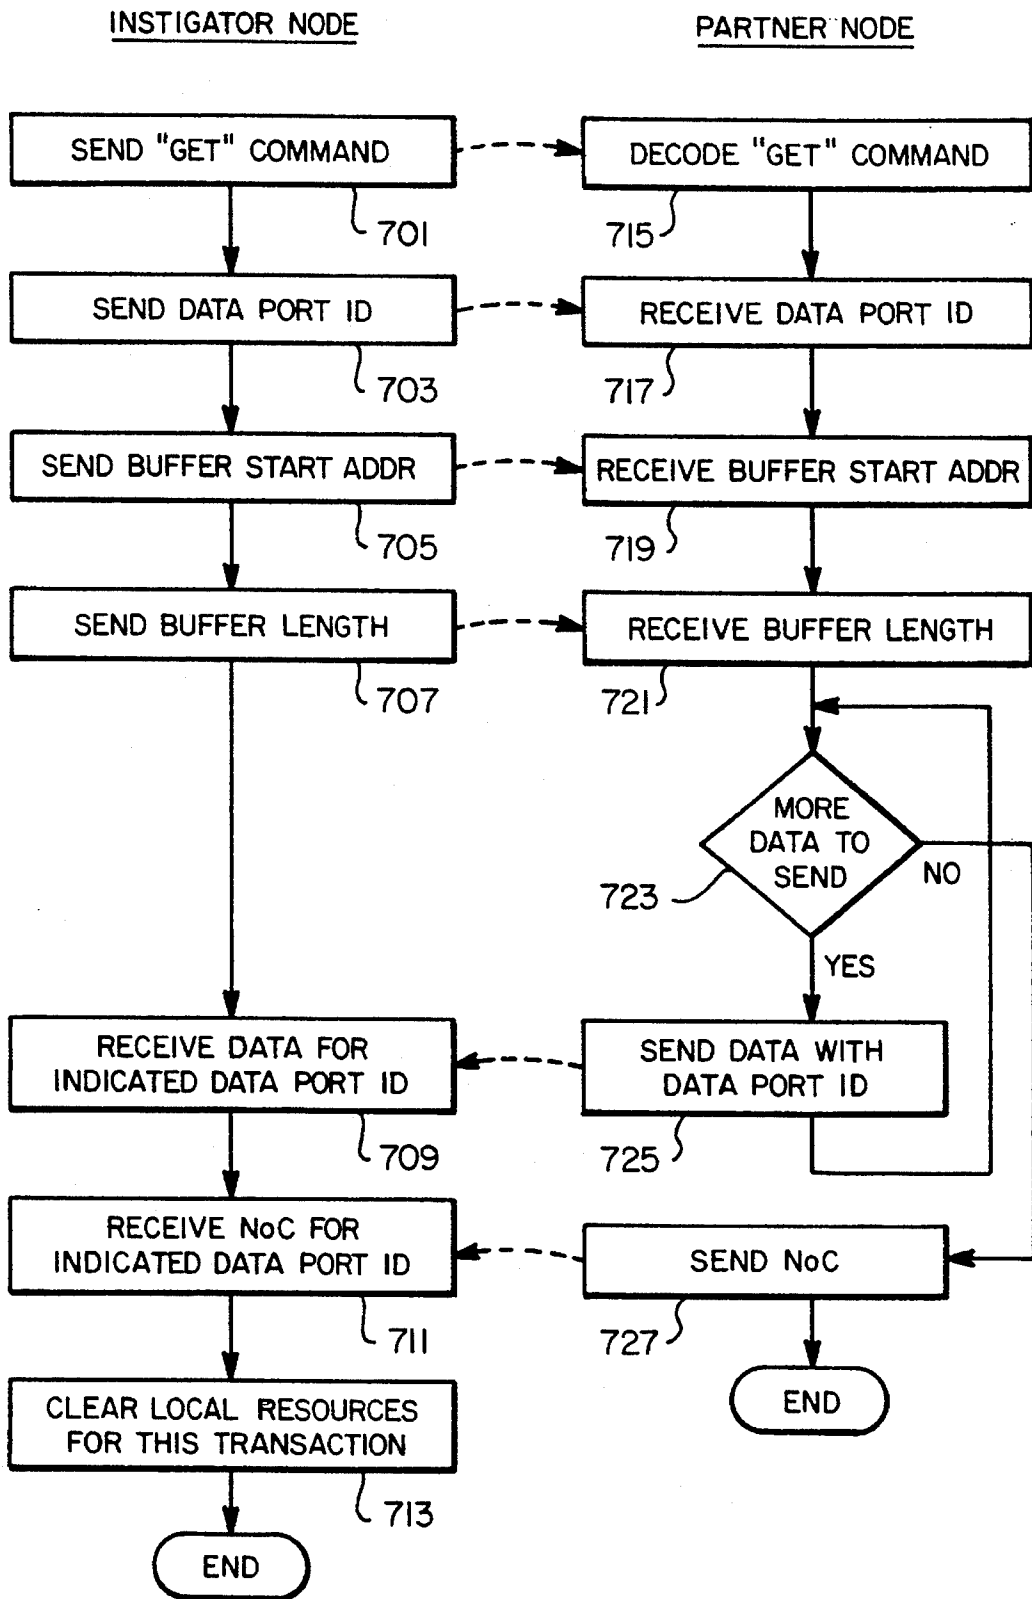 INSTIGATOR NODE
PARTNER NODE
SEND "GET" COMMAND
DECODE "GET" COMMAND
701
715
SEND DATA PORT ID
RECEIVE DATA PORT ID
703
717
SEND BUFFER START ADDR
RECEIVE BUFFER START ADDR
705
719
SEND BUFFER LENGTH
RECEIVE BUFFER LENGTH
707
721
MORE
DATA TO
SEND
723
NO
YES
RECEIVE DATA FOR
INDICATED DATA PORT ID
SEND DATA WITH
DATA PORT ID
709
725
RECEIVE NoC FOR
INDICATED DATA PORT ID
SEND NoC
711
727
CLEAR LOCAL RESOURCES
FOR THIS TRANSACTION
END
713
END